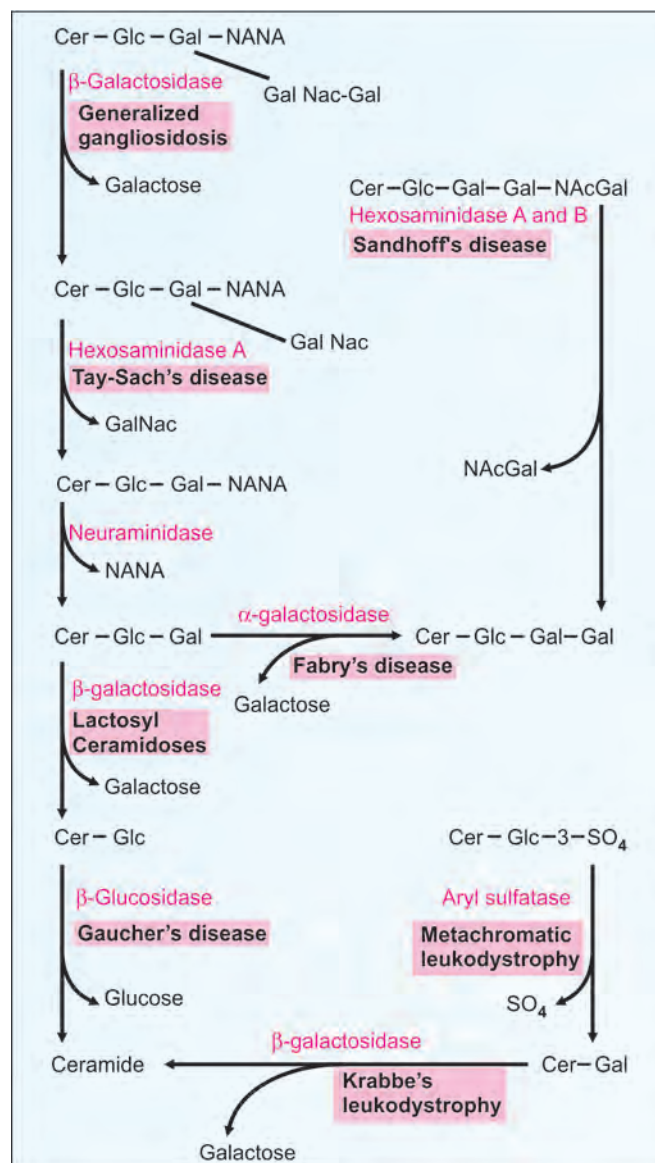 Cer – Glc – Gal – NANA
Gal Nac-Gal
β-Galactosidase
Generalized
gangliosidosis
Galactose
Cer – Glc – Gal – Gal – NAcGal
Hexosaminidase A and B
Sandhoff's disease
Cer – Glc – Gal – NANA
Gal Nac
Hexosaminidase A
Tay-Sach's disease
GalNac
NAcGal
Cer – Glc – Gal – NANA
Neuraminidase
NANA
Cer – Glc – Gal
α-galactosidase
Cer – Glc – Gal – Gal
Fabry's disease
Galactose
β-galactosidase
Lactosyl
Ceramidoses
Galactose
Cer – Glc
Cer – Glc – 3 – SO₄
β-Glucosidase
Gaucher's disease
Glucose
Aryl sulfatase
Metachromatic
leukodystrophy
SO₄
Ceramide
β-galactosidase
Cer – Gal
Krabbe's
leukodystrophy
Galactose